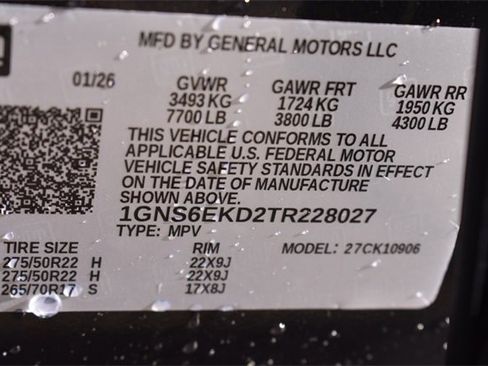 MFD BY GENERAL MOTORS LLC
01/26 GVWR GAWR FRT GAWR RR
3493 KG 1724 KG 1950 KG
7700 LB 3800 LB 4300 LB
THIS VEHICLE CONFORMS TO ALL
APPLICABLE U.S. FEDERAL MOTOR
VEHICLE SAFETY STANDARDS IN EFFECT
ON THE DATE OF MANUFACTURE
SHOWN ABOVE.
1GNS6EKD2TR228027
TYPE: MPV
TIRE SIZE RIM MODEL: 27CK10906
275/50R22 H 22X9J
275/50R22 H 22X9J
265/70R17 S 17X8J